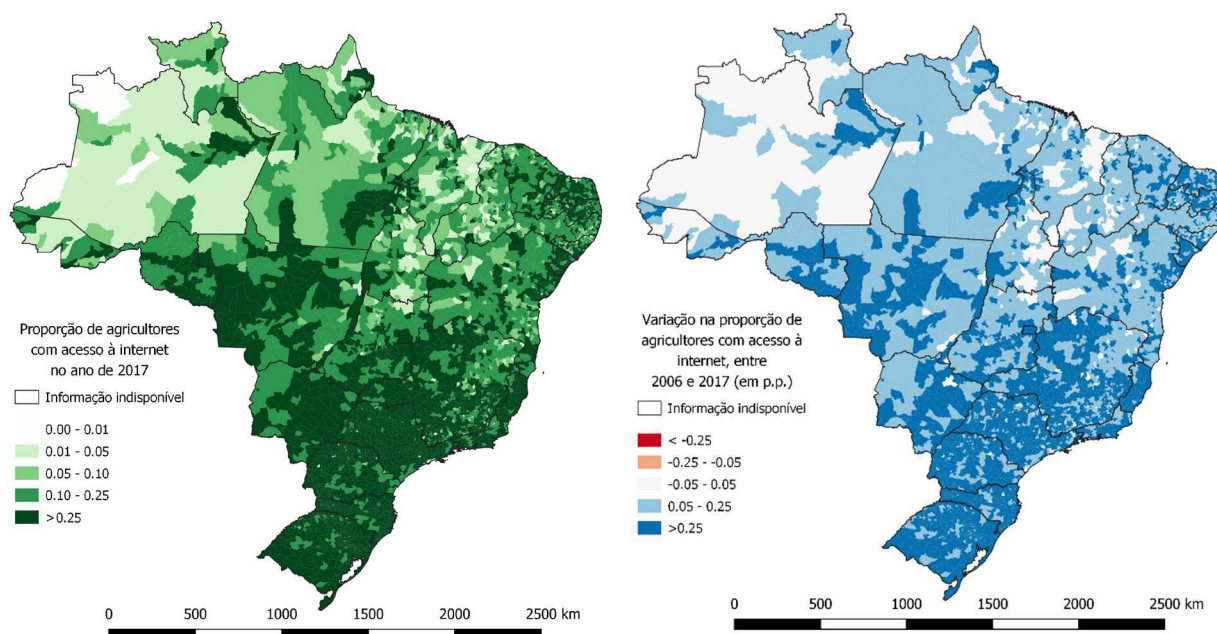 Proporção de agricultores
com acesso à internet
no ano de 2017
Informação indisponível
0.00 - 0.01
0.01 - 0.05
0.05 - 0.10
0.10 - 0.25
>0.25
0 500 1000 1500 2000 2500 km
Variação na proporção de
agricultores com acesso à
internet, entre
2006 e 2017 (em p.p.)
Informação indisponível
< -0.25
-0.25 - -0.05
-0.05 - 0.05
0.05 - 0.25
>0.25
0 500 1000 1500 2000 2500 km